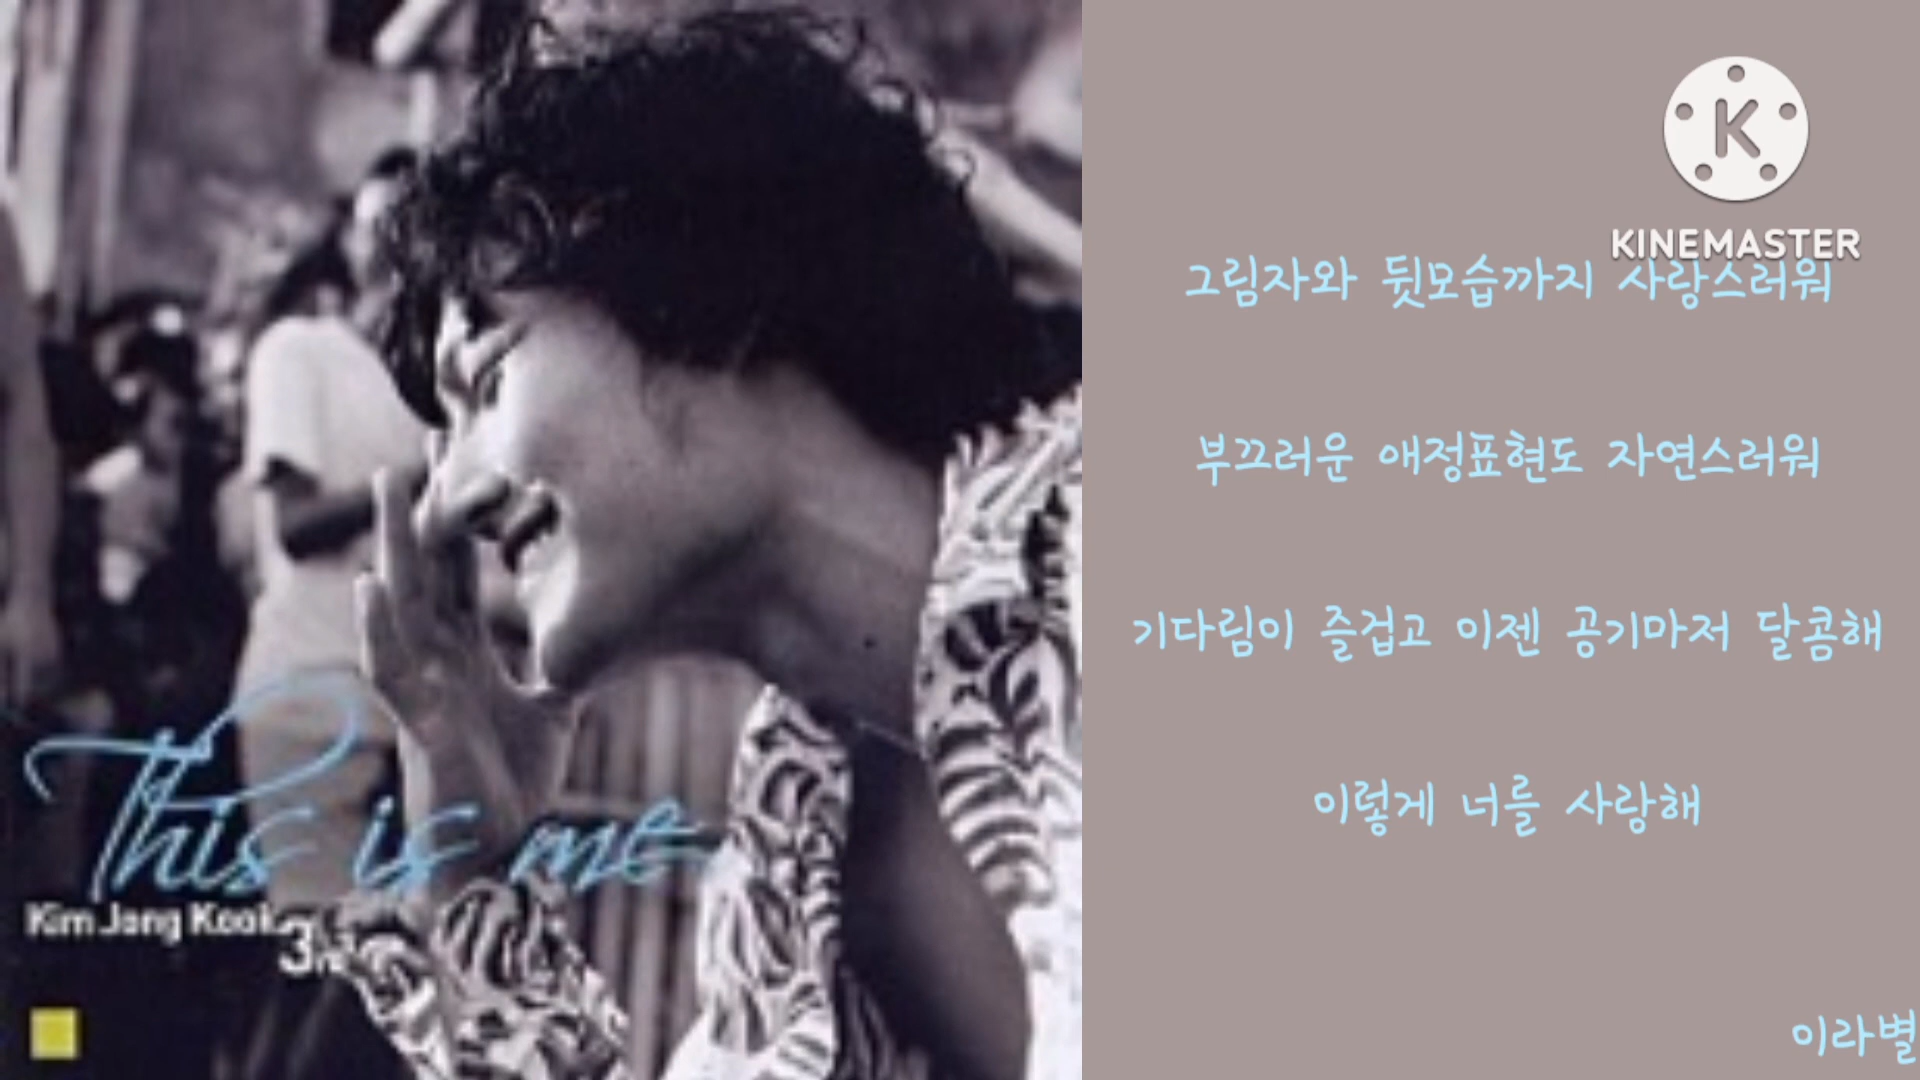 This is me
Kim Jong Kook
3rd
KINEMASTER
그림자와 뒷모습까지 사랑스러워
부끄러운 애정표현도 자연스러워
기다림이 즐겁고 이젠 공기마저 달콤해
이렇게 너를 사랑해
이라별